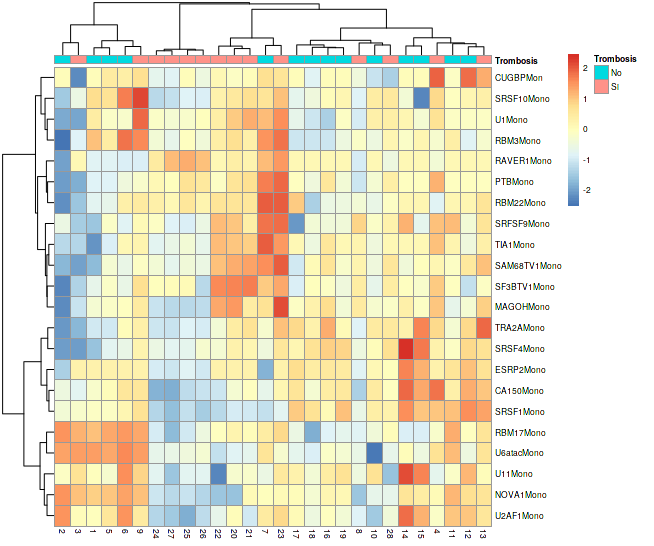 Trombosis
CUGBPMon
SRSF10Mono
U1Mono
RBM3Mono
RAVER1Mono
PTBMono
RBM22Mono
SRFSF9Mono
TIA1Mono
SAM68TV1Mono
SF3BTV1Mono
MAGOHMono
TRA2AMono
SRSF4Mono
ESRP2Mono
CA150Mono
SRSF1Mono
RBM17Mono
U6atacMono
U11Mono
NOVA1Mono
U2AF1Mono
2 3 1 5 6 9 24 27 25 26 22 20 21 7 23 17 18 16 19 8 10 28 14 15 4 11 12 13
2
1
0
-1
-2
Trombosis
No
SI